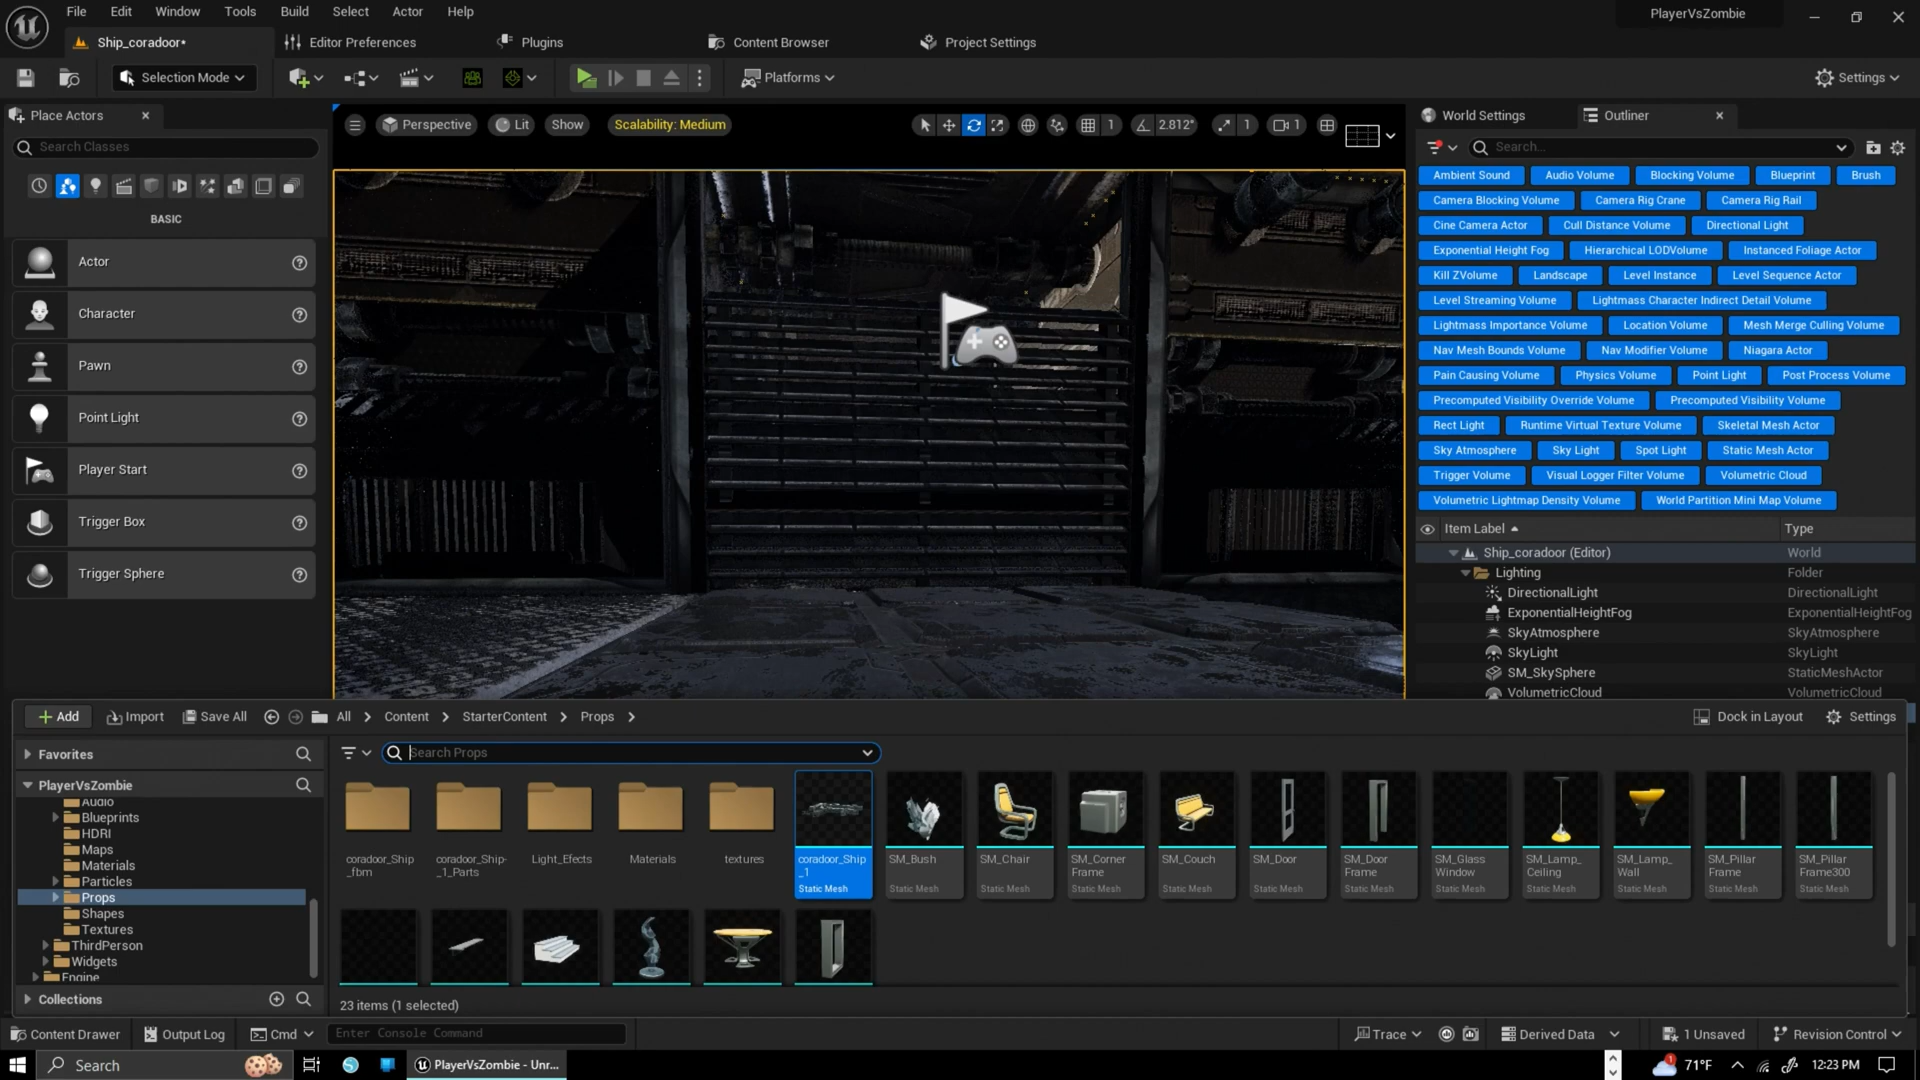 File Edit Window Tools Build Select Actor Help
PlayerVsZombie
Ship_coradoor*
Editor Preferences
Plugins
Content Browser
Project Settings
Selection Mode
Platforms
Settings
Place Actors
Search Classes
BASIC
Actor
Character
Pawn
Point Light
Player Start
Trigger Box
Trigger Sphere
Perspective
Lit
Show
Scalability: Medium
1
2.812°
1
1
World Settings
Outliner
Search...
Ambient Sound Audio Volume Blocking Volume Blueprint Brush
Camera Blocking Volume Camera Rig Crane Camera Rig Rail
Cine Camera Actor Cull Distance Volume Directional Light
Exponential Height Fog Hierarchical LODVolume Instanced Foliage Actor
Kill ZVolume Landscape Level Instance Level Sequence Actor
Level Streaming Volume Lightmass Character Indirect Detail Volume
Lightmass Importance Volume Location Volume Mesh Merge Culling Volume
Nav Mesh Bounds Volume Nav Modifier Volume Niagara Actor
Pain Causing Volume Physics Volume Point Light Post Process Volume
Precomputed Visibility Override Volume Precomputed Visibility Volume
Rect Light Runtime Virtual Texture Volume Skeletal Mesh Actor
Sky Atmosphere Sky Light Spot Light Static Mesh Actor
Trigger Volume Visual Logger Filter Volume Volumetric Cloud
Volumetric Lightmap Density Volume World Partition Mini Map Volume
Item Label Type
Ship_coradoor (Editor) World
Lighting Folder
DirectionalLight DirectionalLight
ExponentialHeightFog ExponentialHeightFog
SkyAtmosphere SkyAtmosphere
SkyLight SkyLight
SM_SkySphere StaticMeshActor
VolumetricCloud VolumetricCloud
Add Import Save All All Content StarterContent Props
Dock in Layout Settings
Favorites
PlayerVsZombie
Audio
Blueprints
HDRI
Maps
Materials
Particles
Props
Shapes
Textures
ThirdPerson
Widgets
Engine
Collections
Search Props
coradoor_Ship
_fbm
coradoor_Ship-
_1_Parts
Light_Efects
Materials
textures
coradoor_Ship
_1
Static Mesh
SM_Bush
Static Mesh
SM_Chair
Static Mesh
SM_Corner
Frame
Static Mesh
SM_Couch
Static Mesh
SM_Door
Static Mesh
SM_Door
Frame
Static Mesh
SM_Glass
Window
Static Mesh
SM_Lamp_
Ceiling
Static Mesh
SM_Lamp_
Wall
Static Mesh
SM_Pillar
Frame
Static Mesh
SM_Pillar
Frame300
Static Mesh
23 items (1 selected)
Content Drawer Output Log Cmd Enter Console Command
Trace Derived Data 1 Unsaved Revision Control
Search
PlayerVsZombie - Unr...
1
71°F
12:23 PM